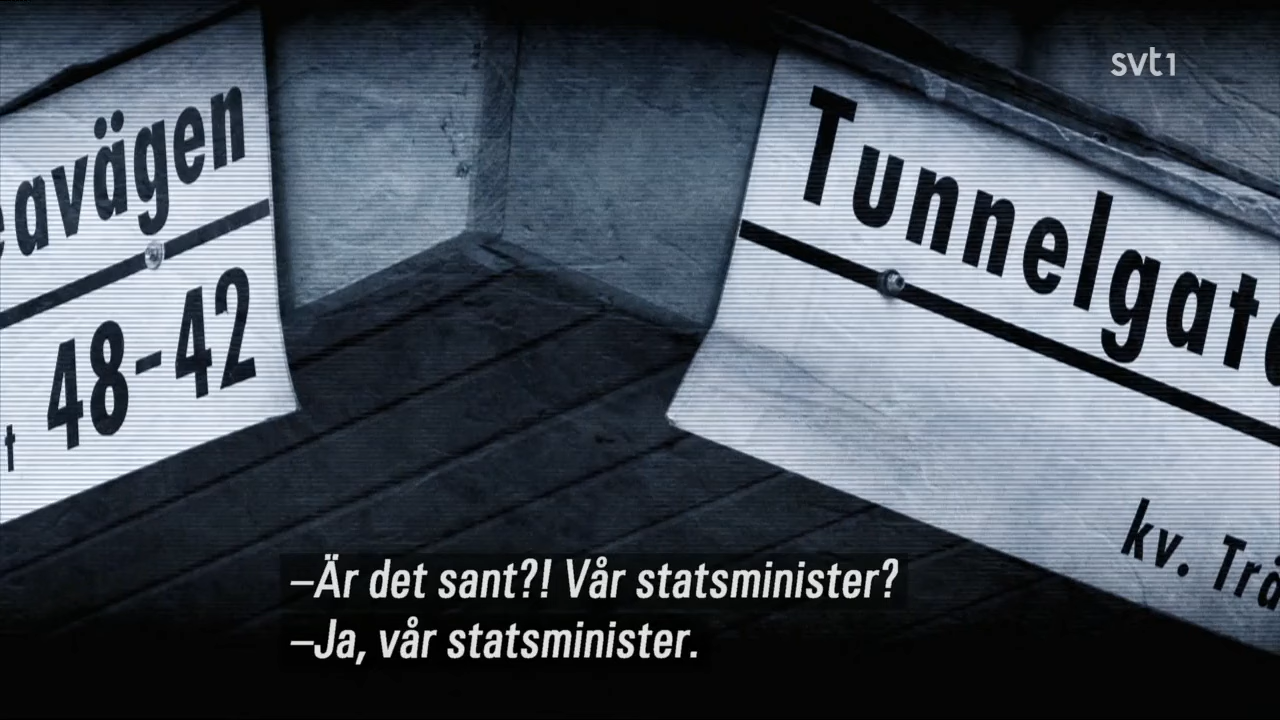 eavägen
48-42
t
Tunnelgat
kv. Trå
svt1
–Är det sant?! Vår statsminister?
–Ja, vår statsminister.